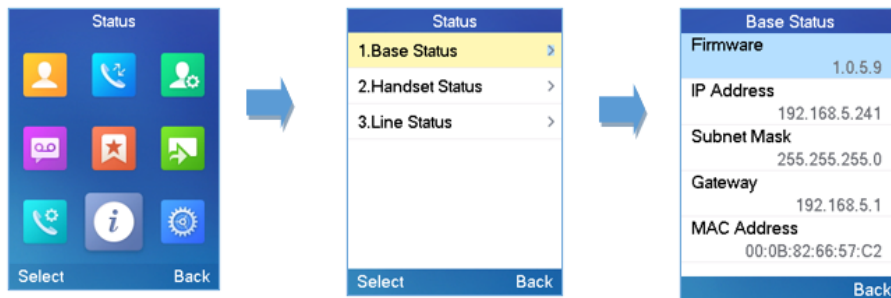 Status
Select Back
Status
1.Base Status
2.Handset Status
3.Line Status
Select Back
Base Status
Firmware
1.0.5.9
IP Address
192.168.5.241
Subnet Mask
255.255.255.0
Gateway
192.168.5.1
MAC Address
00:0B:82:66:57:C2
Back